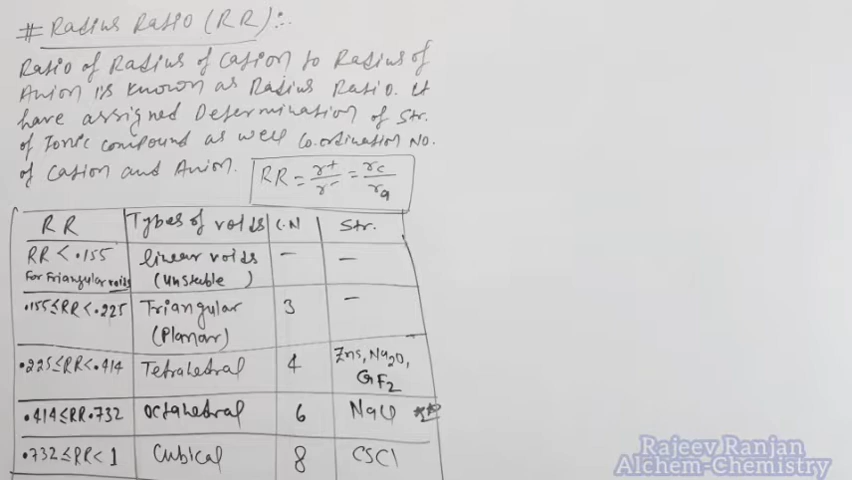 # Radius Ratio (RR):-
Ratio of Radius of Cation to Radius of
Anion is known as Radius Ratio. It
have assigned Determination of Str.
of Ionic compound as well Co.ordination No.
of Cation and Anion. RR = r+/r- = rc/ra
RR Types of voids C.N Str.
RR < .155 linear voids — —
For Triangular voids (Unstable )
.155≤RR<.225 Triangular 3 —
(Planar)
.225≤RR<.414 Tetrahedral 4 ZnS, Na2O,
CaF2
.414≤RR.732 Octahedral 6 NaCl
.732≤RR<1 Cubical 8 CSCl
Rajeev Ranjan
Alchem-Chemistry